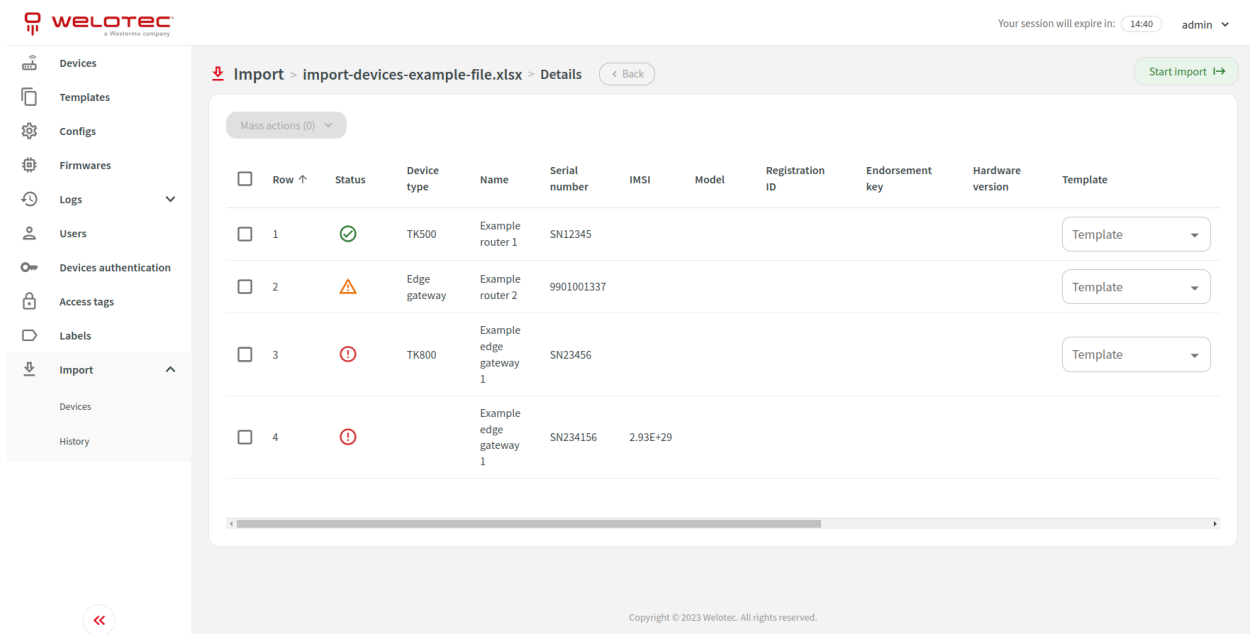 WELOTEC
a Westermo company
Your session will expire in: 14:40 admin
Devices
Templates
Configs
Firmwares
Logs
Users
Devices authentication
Access tags
Labels
Import
Devices
History
Import > import-devices-example-file.xlsx > Details < Back
Start import
Mass actions (0)
Row ↑ Status Device type Name Serial number IMSI Model Registration ID Endorsement key Hardware version Template
1 TK500 Example router 1 SN12345 Template
2 Edge gateway Example router 2 9901001337 Template
3 TK800 Example edge gateway 1 SN23456 Template
4 Example edge gateway 1 SN234156 2.93E+29
Copyright © 2023 Welotec. All rights reserved.